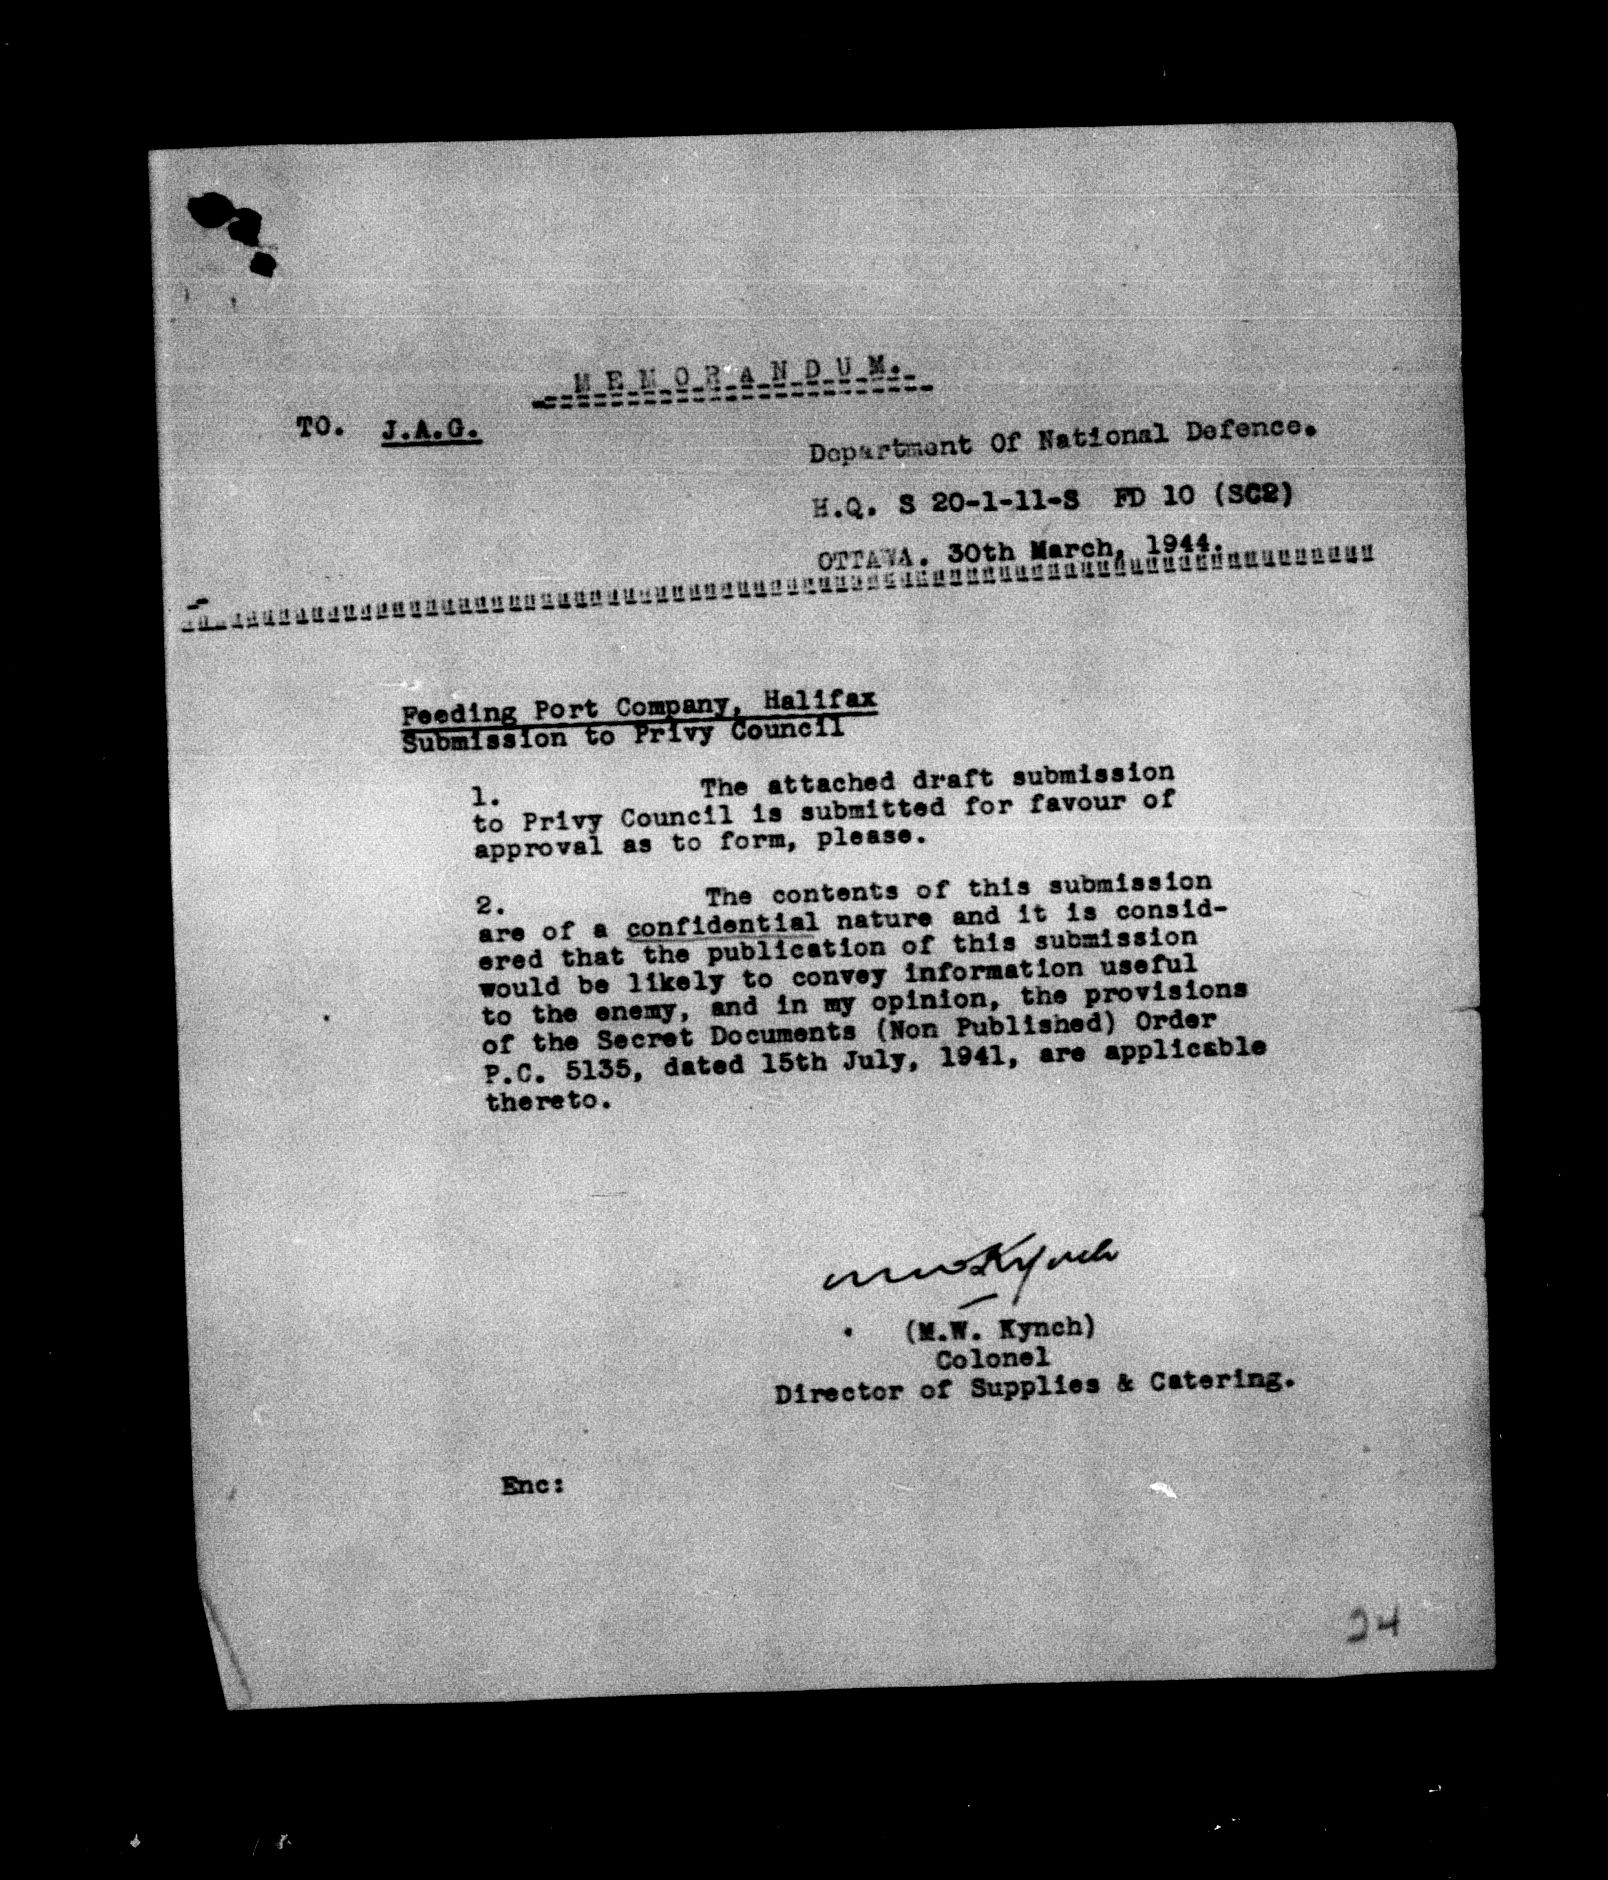 MEMORANDUM.
TO. J.A.G.
Department Of National Defence.
H.Q. S 20-1-11-S FD 10 (SC2)
OTTAWA. 30th March, 1944.
Feeding Port Company, Halifax
Submission to Privy Council
1. The attached draft submission
to Privy Council is submitted for favour of
approval as to form, please.
2. The contents of this submission
are of a confidential nature and it is consid-
ered that the publication of this submission
would be likely to convey information useful
to the enemy, and in my opinion, the provisions
of the Secret Documents (Non Published) Order
P.C. 5135, dated 15th July, 1941, are applicable
thereto.
MW Kynch
(M.W. Kynch)
Colonel
Director of Supplies & Catering.
Enc:
24